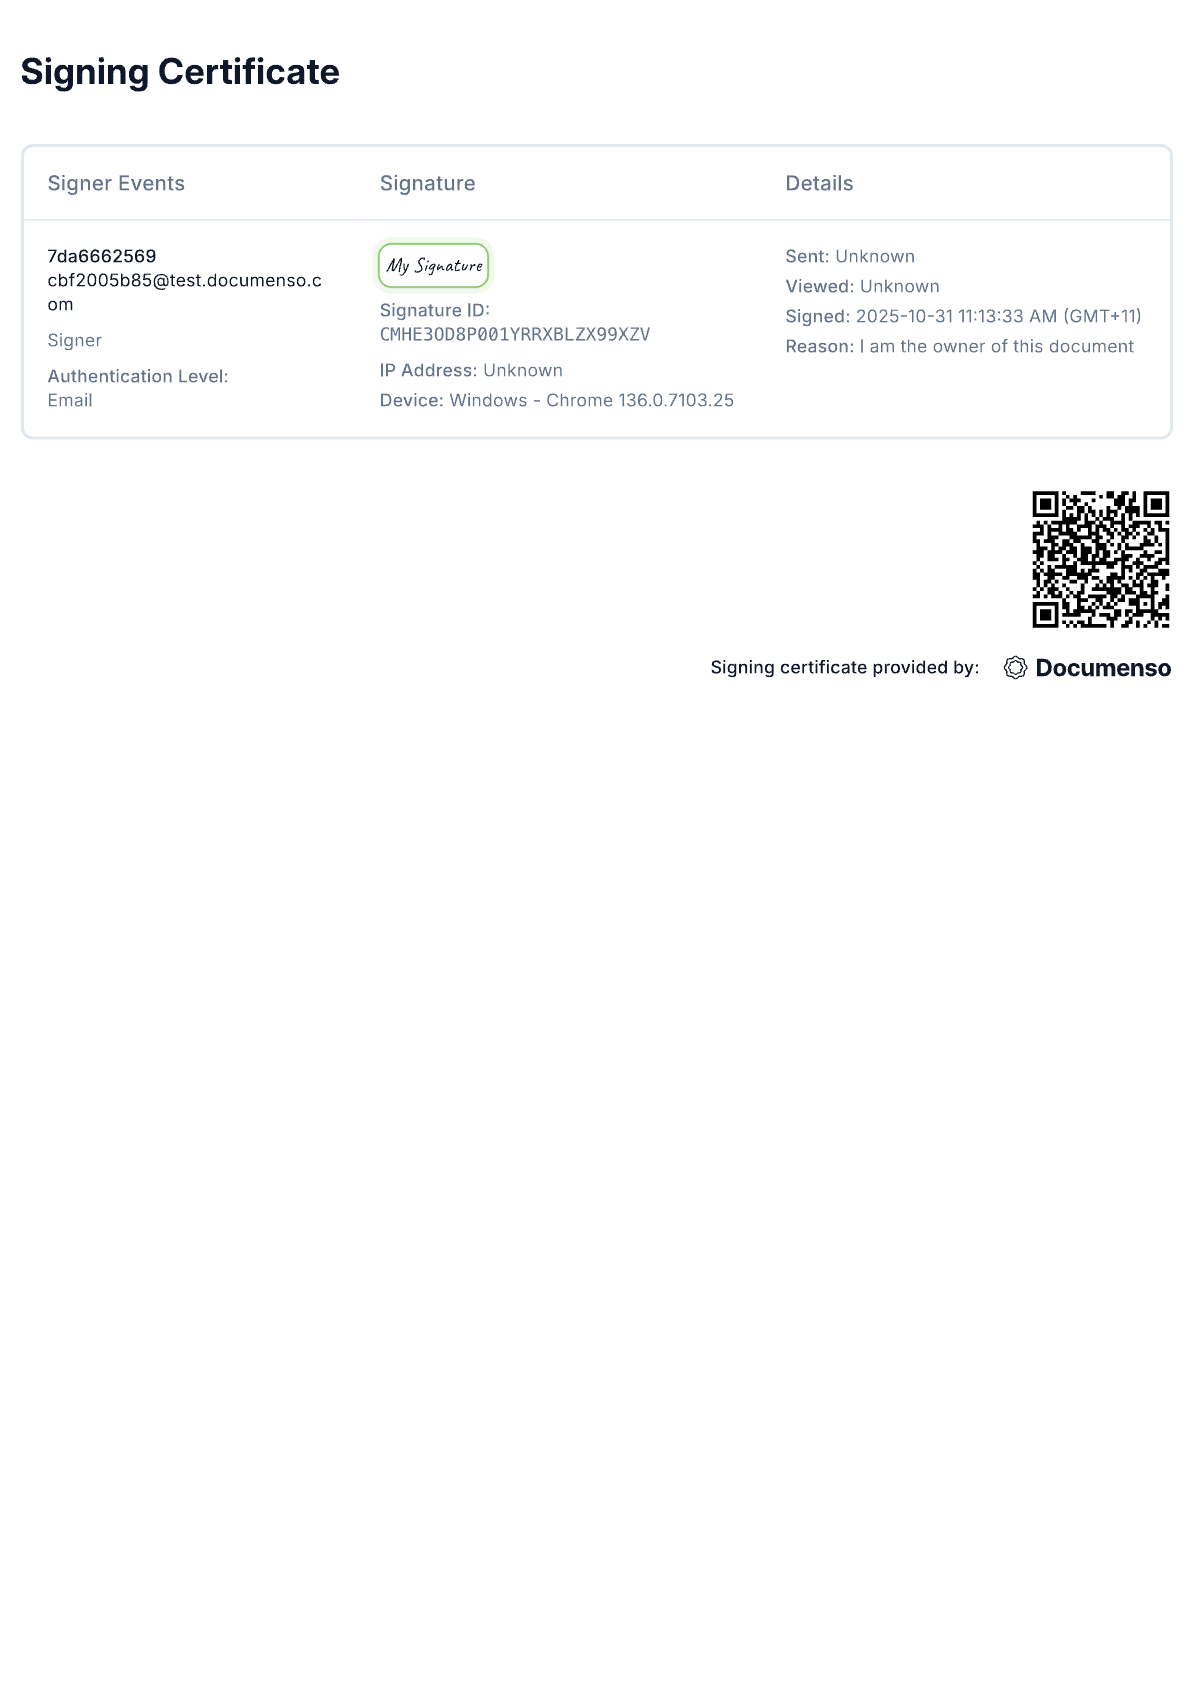 Signing Certificate
Signer Events
Signature
Details
7da6662569
cbf2005b85@test.documenso.c
om
Signer
Authentication Level:
Email
My Signature
Signature ID:
CMHE3OD8P001YRRXBLZX99XZV
IP Address: Unknown
Device: Windows - Chrome 136.0.7103.25
Sent: Unknown
Viewed: Unknown
Signed: 2025-10-31 11:13:33 AM (GMT+11)
Reason: I am the owner of this document
Signing certificate provided by:
Documenso